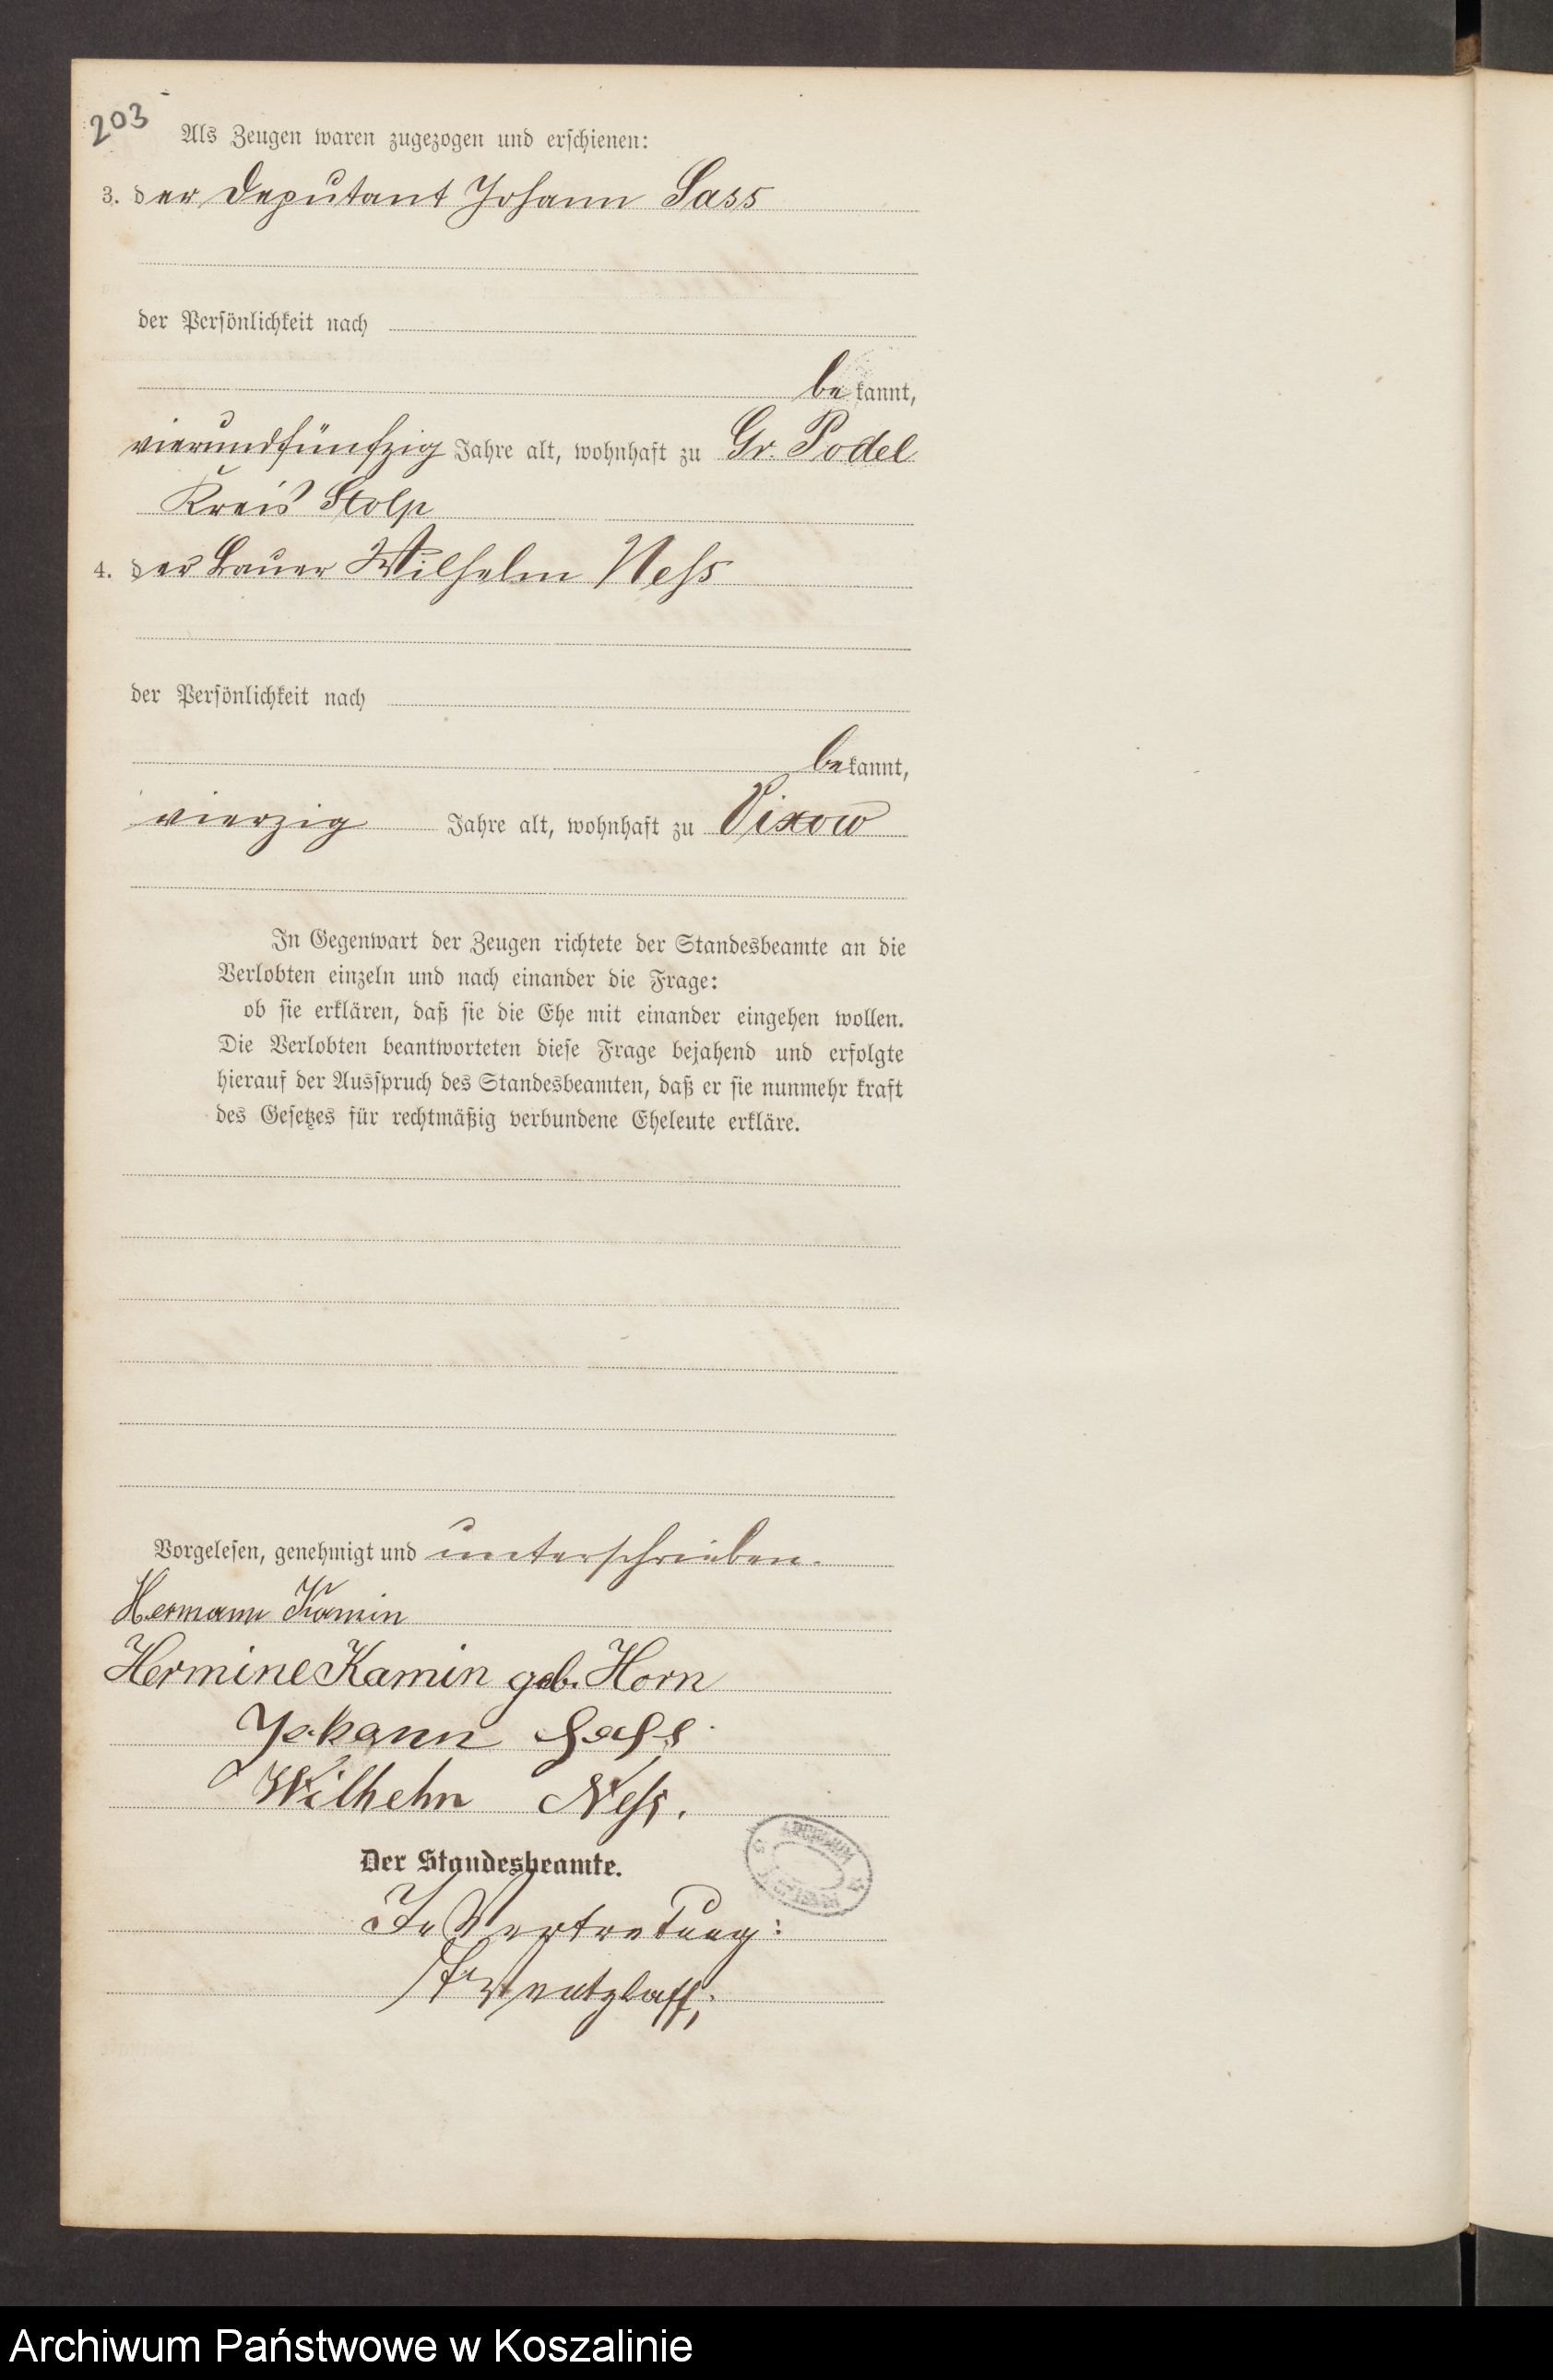 203
Als Zeugen waren zugezogen und erschienen:
3. der Deputant Johann Sass
der Persönlichkeit nach
bekannt,
vierundfünfzig Jahre alt, wohnhaft zu Gr. Podel
Kreis Stolp
4. der Bauer Wilhelm Neſs
der Persönlichkeit nach
bekannt,
vierzig Jahre alt, wohnhaft zu Vixow
In Gegenwart der Zeugen richtete der Standesbeamte an die
Verlobten einzeln und nach einander die Frage:
ob sie erklären, daß sie die Ehe mit einander eingehen wollen.
Die Verlobten beantworteten diese Frage bejahend und erfolgte
hierauf der Ausspruch des Standesbeamten, daß er sie nunmehr kraft
des Gesetzes für rechtmäßig verbundene Eheleute erkläre.
Vorgelesen, genehmigt und unterschrieben.
Hermann Kamin
Hermine Kamin geb. Horn
Johann Saſs
Wilhelm Neſs.
Der Standesbeamte.
ARCHIWUM
In Vertretung:
Archiwum Państwowe w Koszalinie